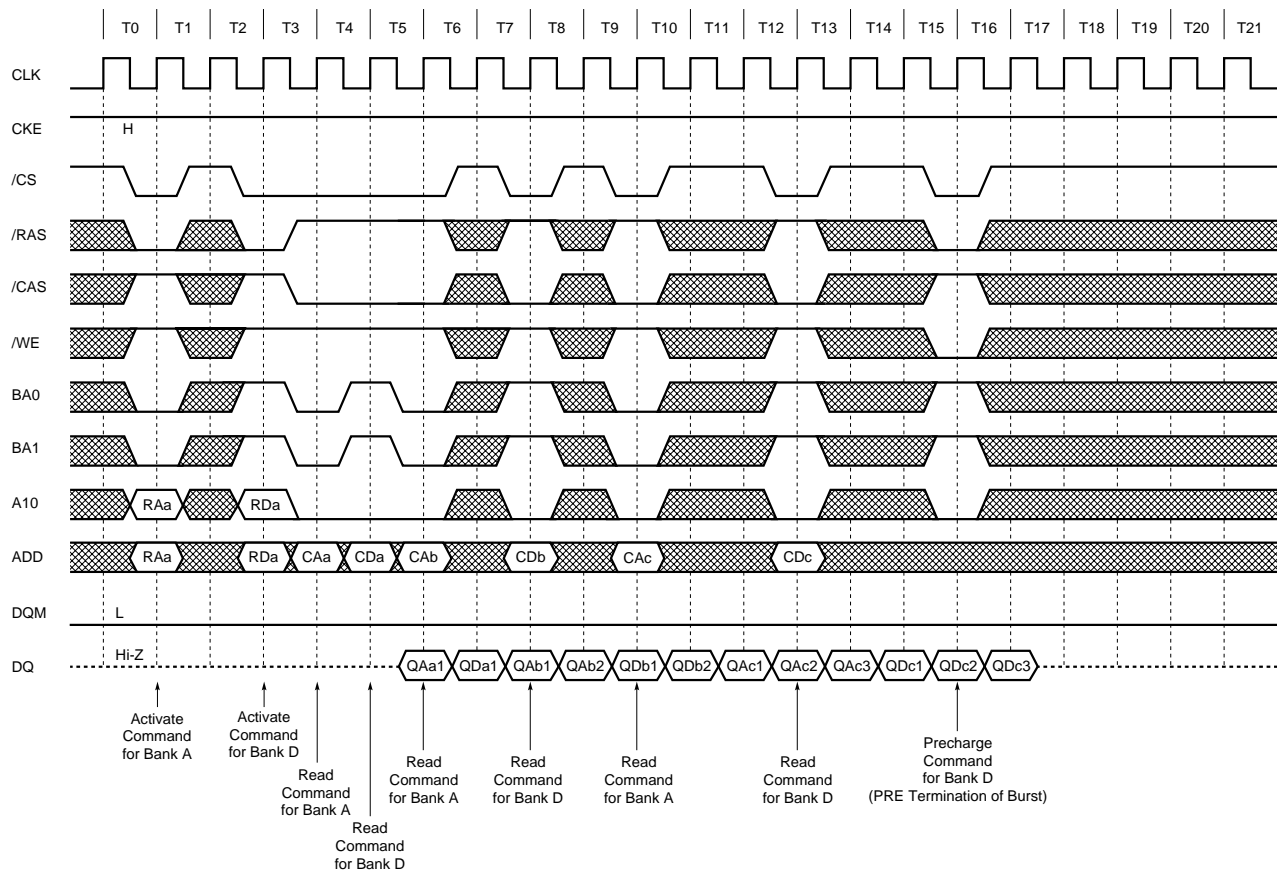 T0 T1 T2 T3 T4 T5 T6 T7 T8 T9 T10 T11 T12 T13 T14 T15 T16 T17 T18 T19 T20 T21
CLK
CKE H
/CS
/RAS
/CAS
/WE
BA0
BA1
A10 RAa RDa
ADD RAa RDa CAa CDa CAb CDb CAc CDc
DQM L
DQ Hi-Z QAa1 QDa1 QAb1 QAb2 QDb1 QDb2 QAc1 QAc2 QAc3 QDc1 QDc2 QDc3
Activate
Command
for Bank A
Activate
Command
for Bank D
Read
Command
for Bank A
Read
Command
for Bank D
Read
Command
for Bank A
Read
Command
for Bank D
Read
Command
for Bank A
Read
Command
for Bank D
Precharge
Command
for Bank D
(PRE Termination of Burst)